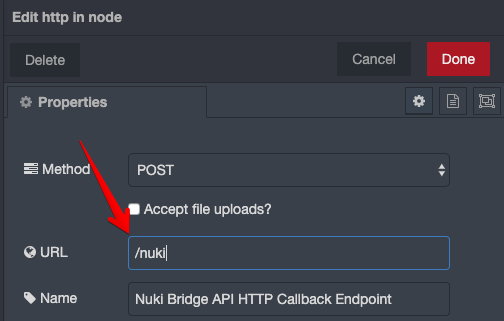 Edit http in node
Delete
Cancel
Done
Properties
Method
POST
Accept file uploads?
URL
/nuki
Name
Nuki Bridge API HTTP Callback Endpoint